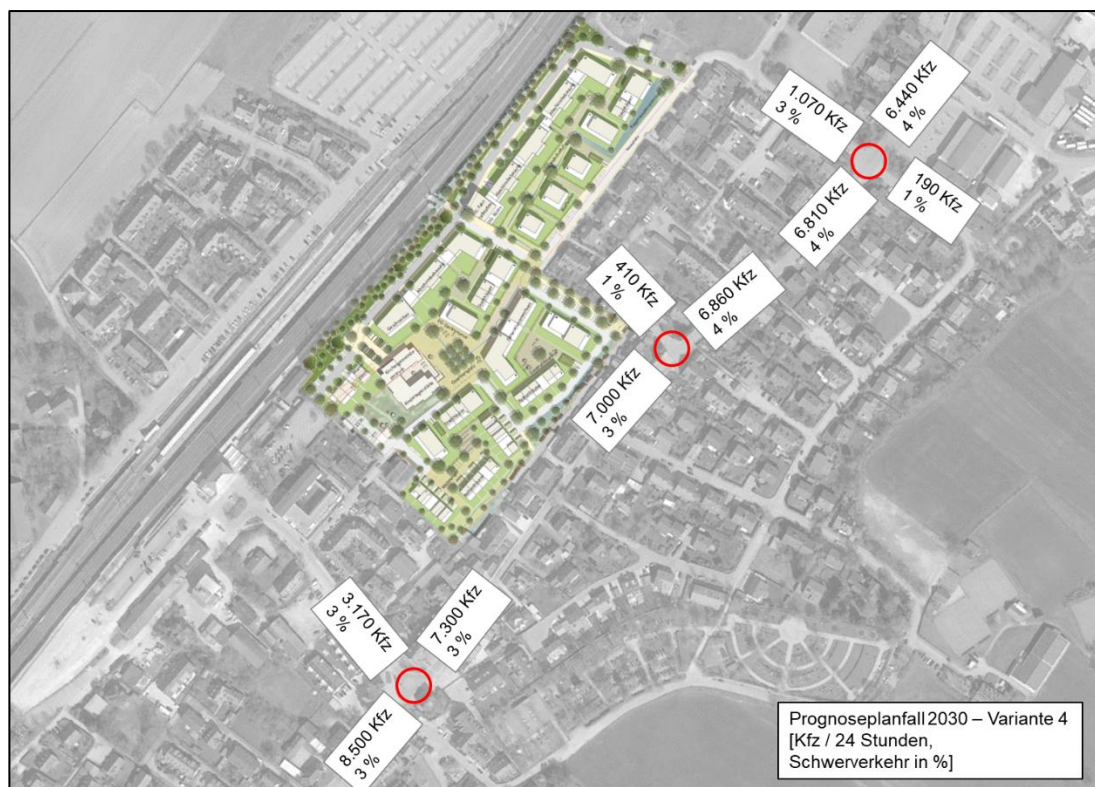 1.070 Kfz
3 %
6.440 Kfz
4 %
190 Kfz
1 %
6.810 Kfz
4 %
410 Kfz
1 %
6.860 Kfz
4 %
7.000 Kfz
3 %
3.170 Kfz
3 %
7.300 Kfz
3 %
8.500 Kfz
3 %
Prognoseplanfall 2030 – Variante 4
[Kfz / 24 Stunden,
Schwerverkehr in %]